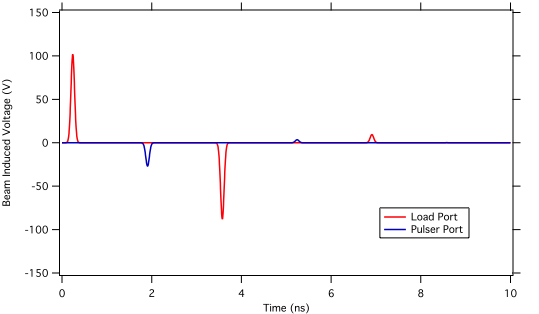 150
100
50
0
-50
-100
-150
Beam Induced Voltage (V)
Load Port
Pulser Port
0 2 4 6 8 10
Time (ns)